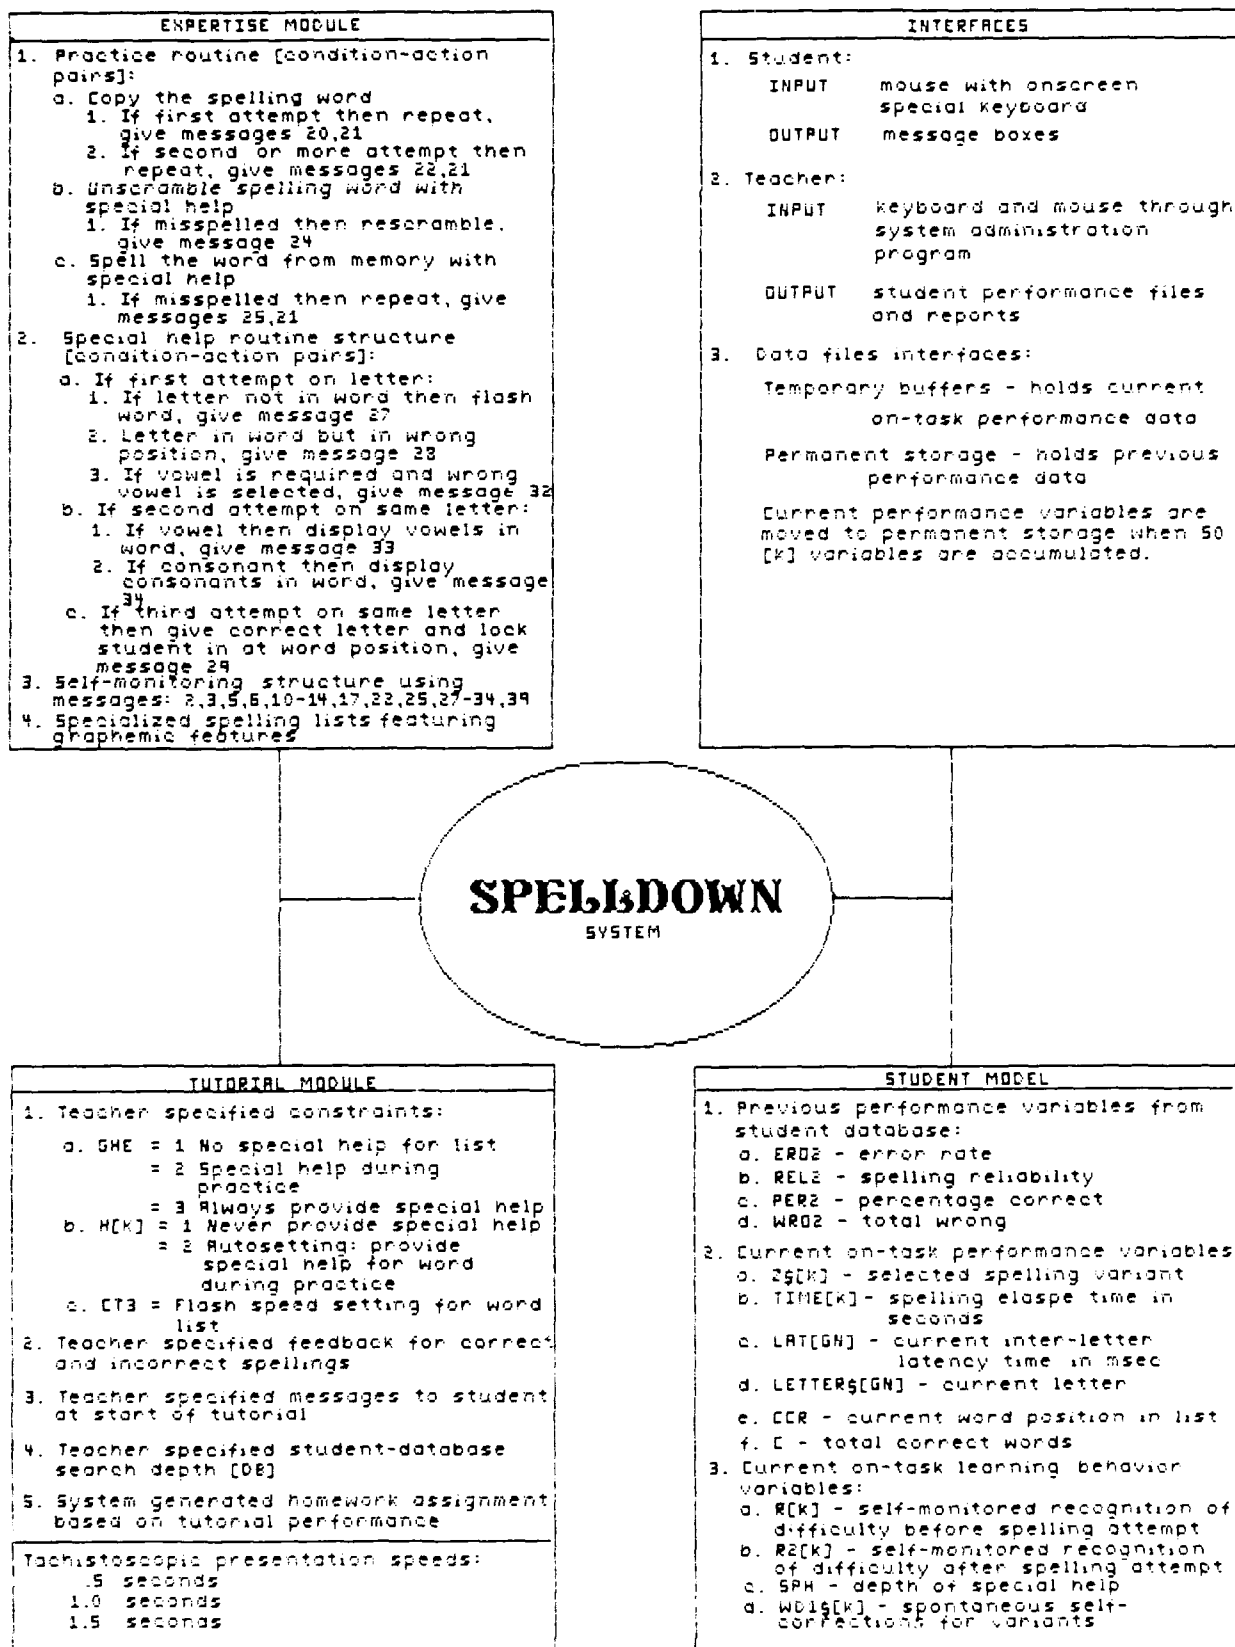 EXPERTISE MODULE
1. Practice routine [condition-action
pairs]:
a. Copy the spelling word
1. If first attempt then repeat,
give messages 20,21
2. If second or more attempt then
repeat, give messages 22,21
b. Unscramble spelling word with
special help
1. If misspelled then rescramble,
give message 24
c. Spell the word from memory with
special help
1. If misspelled then repeat, give
messages 25,21
2. Special help routine structure
[condition-action pairs]:
a. If first attempt on letter:
1. If letter not in word then flash
word, give message 27
2. Letter in word but in wrong
position, give message 28
3. If vowel is required and wrong
vowel is selected, give message 32
b. If second attempt on same letter:
1. If vowel then display vowels in
word, give message 33
2. If consonant then display
consonants in word, give message
34
c. If third attempt on same letter
then give correct letter and lock
student in at word position, give
message 29
3. Self-monitoring structure using
messages: 2,3,5,6,10-14,17,22,25,27-34,39
4. Specialized spelling lists featuring
graphemic features
INTERFACES
1. Student:
INPUT mouse with onscreen
special keyboard
OUTPUT message boxes
2. Teacher:
INPUT keyboard and mouse through
system administration
program
OUTPUT student performance files
and reports
3. Data files interfaces:
Temporary buffers - holds current
on-task performance data
Permanent storage - holds previous
performance data
Current performance variables are
moved to permanent storage when 50
[K] variables are accumulated.
SPELLDOWN
SYSTEM
TUTORIAL MODULE
1. Teacher specified constraints:
a. GHE = 1 No special help for list
= 2 Special help during
practice
= 3 Always provide special help
b. H[K] = 1 Never provide special help
= 2 Autosetting: provide
special help for word
during practice
c. CT3 = Flash speed setting for word
list
2. Teacher specified feedback for correct
and incorrect spellings
3. Teacher specified messages to student
at start of tutorial
4. Teacher specified student-database
search depth [DB]
5. System generated homework assignment
based on tutorial performance
Tachistoscopic presentation speeds:
.5 seconds
1.0 seconds
1.5 seconds
STUDENT MODEL
1. Previous performance variables from
student database:
a. ERO2 - error rate
b. REL2 - spelling reliability
c. PER2 - percentage correct
d. WRO2 - total wrong
2. Current on-task performance variables
a. Z$[K] - selected spelling variant
b. TIME[K]- spelling elaspe time in
seconds
c. LAT[GN] - current inter-letter
latency time in msec
d. LETTER$[GN] - current letter
e. CCR - current word position in list
f. C - total correct words
3. Current on-task learning behavior
variables:
a. R[K] - self-monitored recognition of
difficulty before spelling attempt
b. R2[K] - self-monitored recognition
of difficulty after spelling attempt
c. SPH - depth of special help
d. WD1$[K] - spontaneous self-
corrections for variants